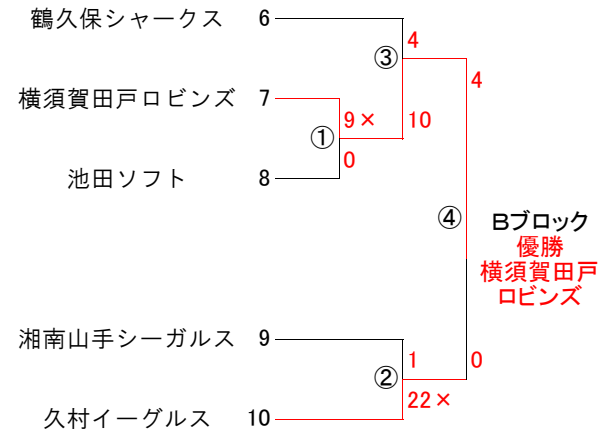 鶴久保シャークス 6
4
③
4
横須賀田戸ロビンズ 7
9× 10
①
0
池田ソフト 8
④
Bブロック
優勝
横須賀田戸
ロビンズ
湘南山手シーガルス 9
1 0
②
22×
久村イーグルス 10